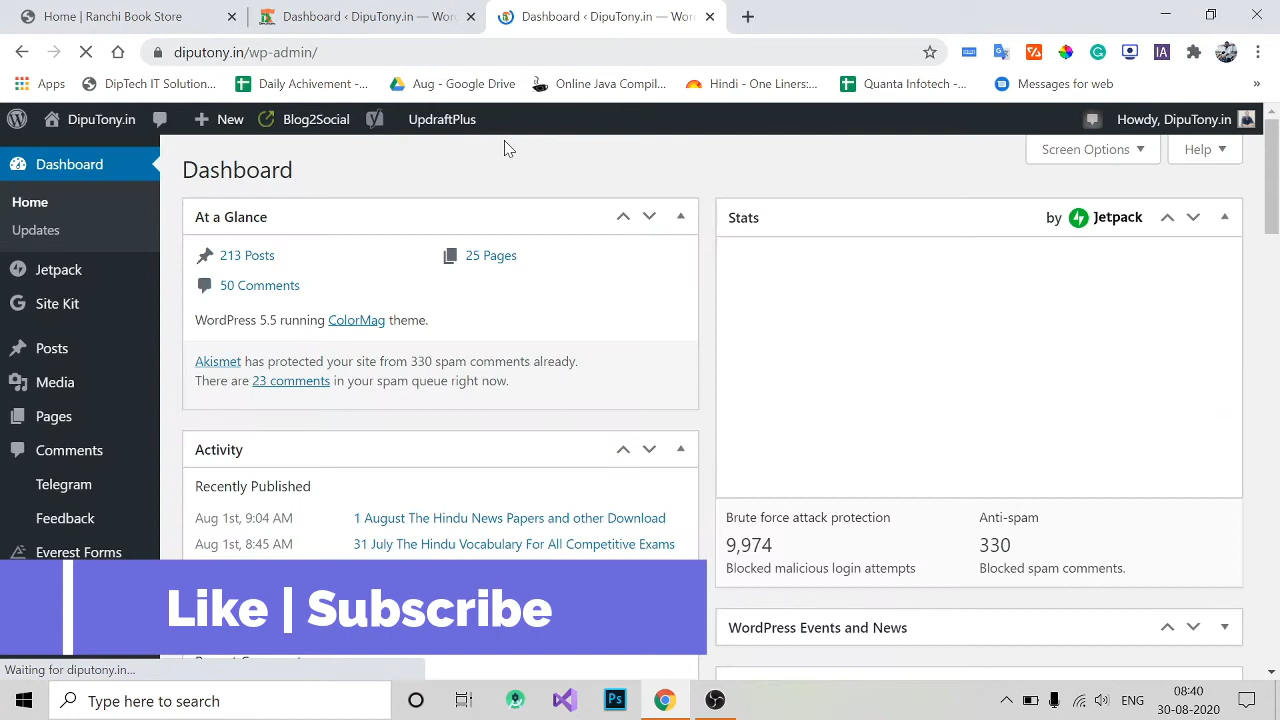 Home | Ranchi Book Store
Dashboard ‹ DipuTony.in — WordP
Dashboard ‹ DipuTony.in — Word
diputony.in/wp-admin/
Apps
DipTech IT Solution...
Daily Achivement -...
Aug - Google Drive
Online Java Compil...
Hindi - One Liners:...
Quanta Infotech -...
Messages for web
»
DipuTony.in
New
Blog2Social
UpdraftPlus
Howdy, DipuTony.in
Dashboard
Home
Updates
Jetpack
Site Kit
Posts
Media
Pages
Comments
Telegram
Feedback
Everest Forms
Dashboard
Screen Options
Help
At a Glance
213 Posts
25 Pages
50 Comments
WordPress 5.5 running ColorMag theme.
Akismet has protected your site from 330 spam comments already.
There are 23 comments in your spam queue right now.
Activity
Recently Published
Aug 1st, 9:04 AM 1 August The Hindu News Papers and other Download
Aug 1st, 8:45 AM 31 July The Hindu Vocabulary For All Competitive Exams
Stats
by Jetpack
Brute force attack protection
9,974
Blocked malicious login attempts
Anti-spam
330
Blocked spam comments.
WordPress Events and News
Like | Subscribe
Waiting for diputony.in...
Type here to search
Ps
ENG
08:40
30-08-2020